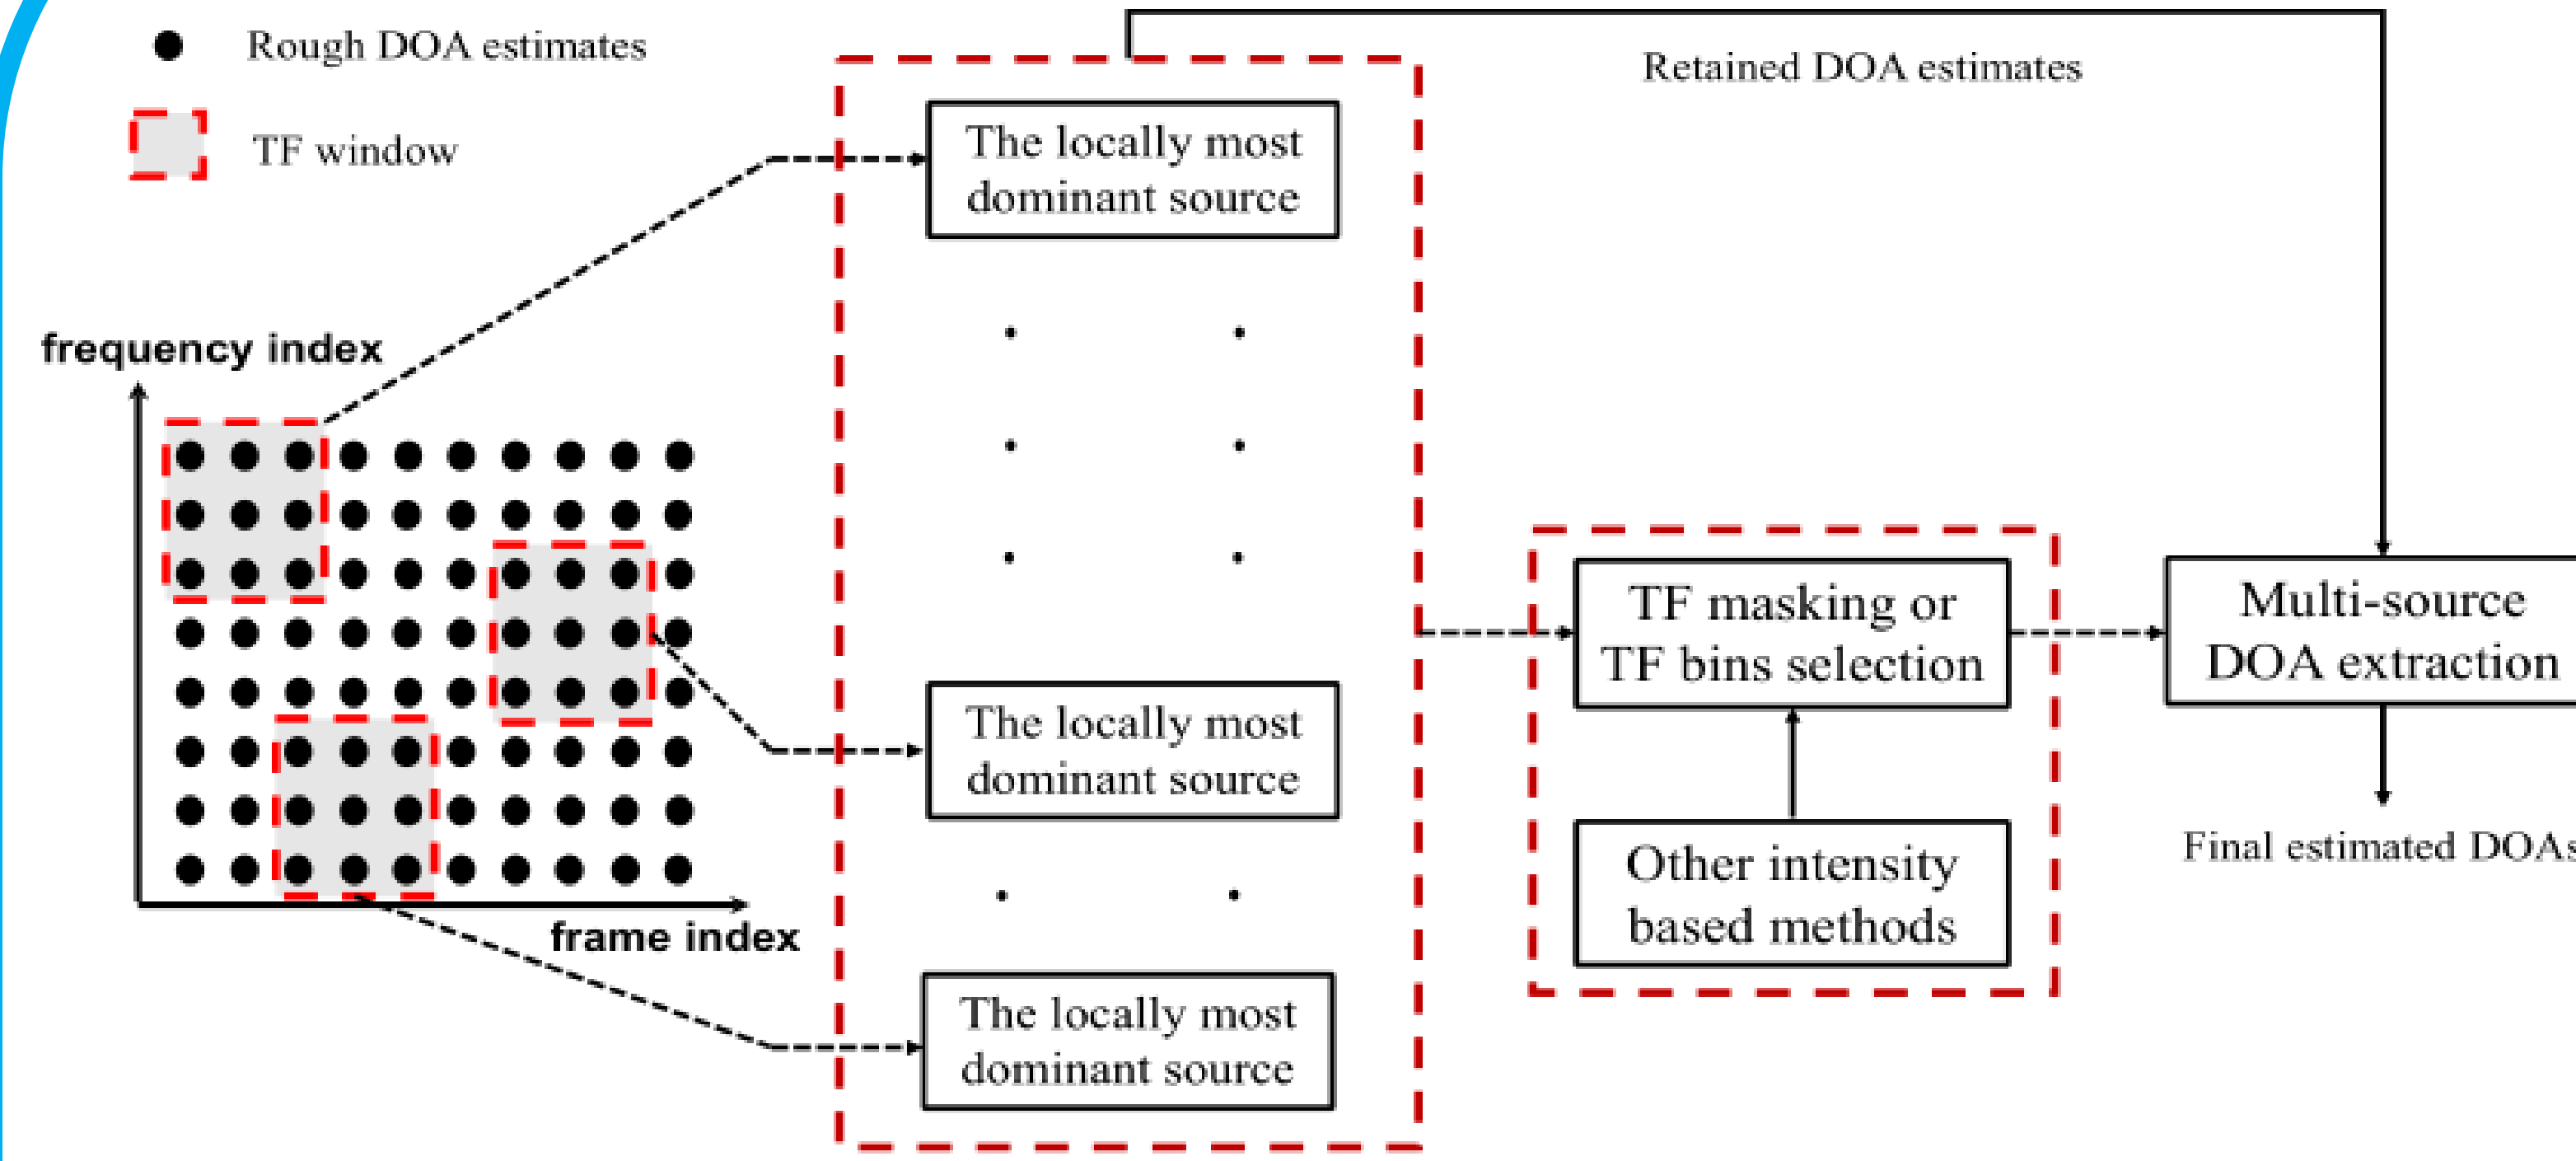 Rough DOA estimates
TF window
Retained DOA estimates
The locally most
dominant source
frequency index
TF masking or
TF bins selection
Multi-source
DOA extraction
The locally most
dominant source
Other intensity
based methods
Final estimated DOAs
frame index
The locally most
dominant source